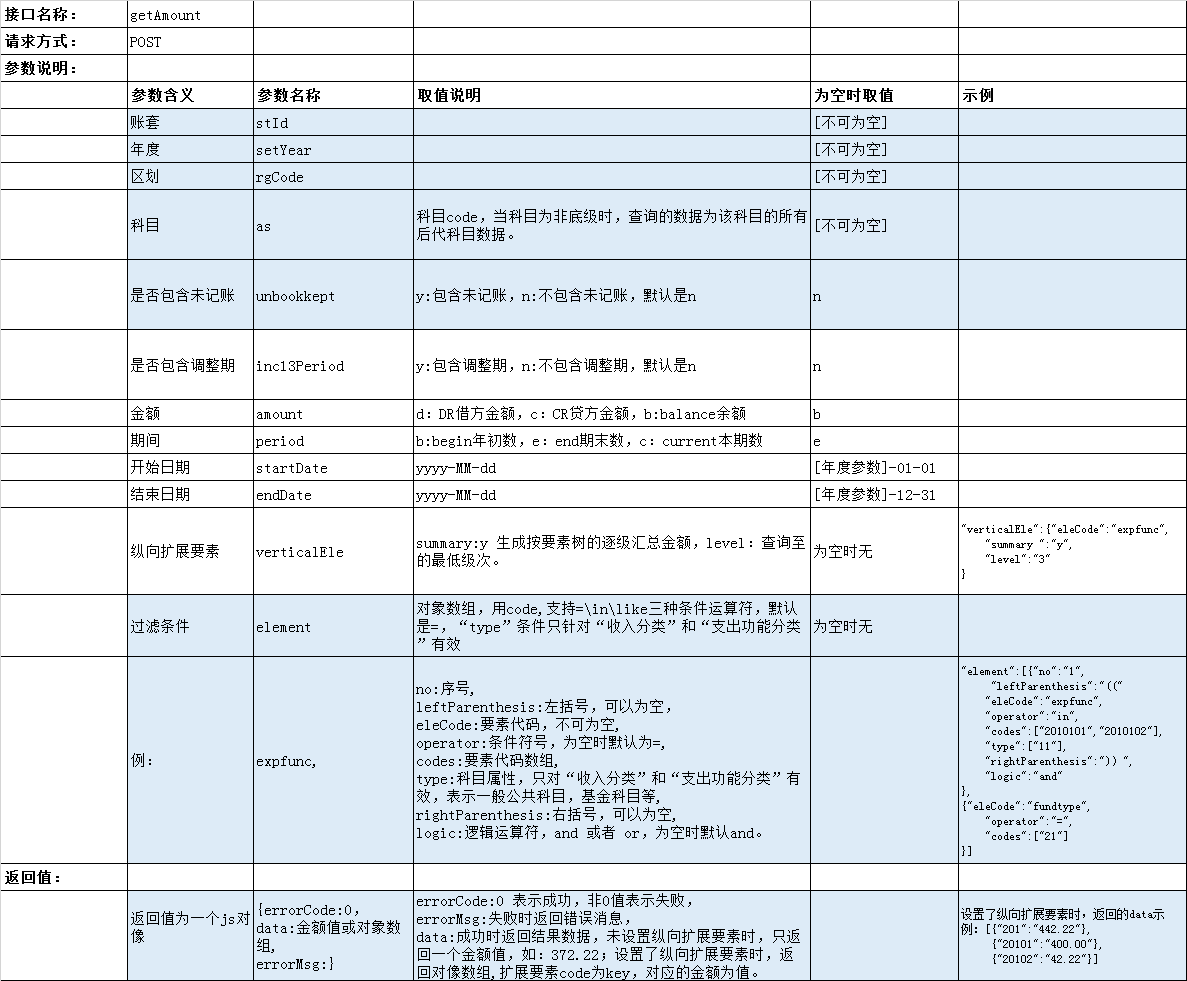 接口名称： getAmount
请求方式： POST
参数说明：
参数含义 参数名称 取值说明 为空时取值 示例
账套 stId [不可为空]
年度 setYear [不可为空]
区划 rgCode [不可为空]
科目 as 科目code，当科目为非底级时，查询的数据为该科目的所有
后代科目数据。 [不可为空]
是否包含未记账 unbookkept y:包含未记账，n:不包含未记账，默认是n n
是否包含调整期 inc13Period y:包含调整期，n:不包含调整期，默认是n n
金额 amount d：DR借方金额，c：CR贷方金额，b:balance余额 b
期间 period b:begin年初数，e：end期末数，c：current本期数 e
开始日期 startDate yyyy-MM-dd [年度参数]-01-01
结束日期 endDate yyyy-MM-dd [年度参数]-12-31
纵向扩展要素 verticalEle summary:y 生成按要素树的逐级汇总金额，level：查询至
的最低级次。 为空时无
"verticalEle":{"eleCode":"expfunc",
"summary ":"y",
"level":"3"
}
过滤条件 element 对象数组，用code,支持=\in\like三种条件运算符，默认
是=，“type”条件只针对“收入分类”和“支出功能分类
”有效 为空时无
例： expfunc,
no:序号,
leftParenthesis:左括号，可以为空，
eleCode:要素代码，不可为空,
operator:条件符号，为空时默认为=,
codes:要素代码数组,
type:科目属性，只对“收入分类”和“支出功能分类”有
效，表示一般公共科目，基金科目等,
rightParenthesis:右括号，可以为空,
logic:逻辑运算符，and 或者 or，为空时默认and。
"element":[{"no":"1",
"leftParenthesis":"(("
"eleCode":"expfunc",
"operator":"in",
"codes":["2010101","2010102"],
"type":["11"],
"rightParenthesis":")) ",
"logic":"and"
},
{"eleCode":"fundtype",
"operator":"=",
"codes":["21"]
}]
返回值：
返回值为一个js对
像
{errorCode:0，
data:金额值或对象数
组,
errorMsg:}
errorCode:0 表示成功，非0值表示失败，
errorMsg:失败时返回错误消息，
data:成功时返回结果数据，未设置纵向扩展要素时，只返
回一个金额值，如：372.22；设置了纵向扩展要素时，返
回对像数组,扩展要素code为key，对应的金额为值。
设置了纵向扩展要素时，返回的data示
例：[{"201":"442.22"},
{"20101":"400.00"},
{"20102":"42.22"}]